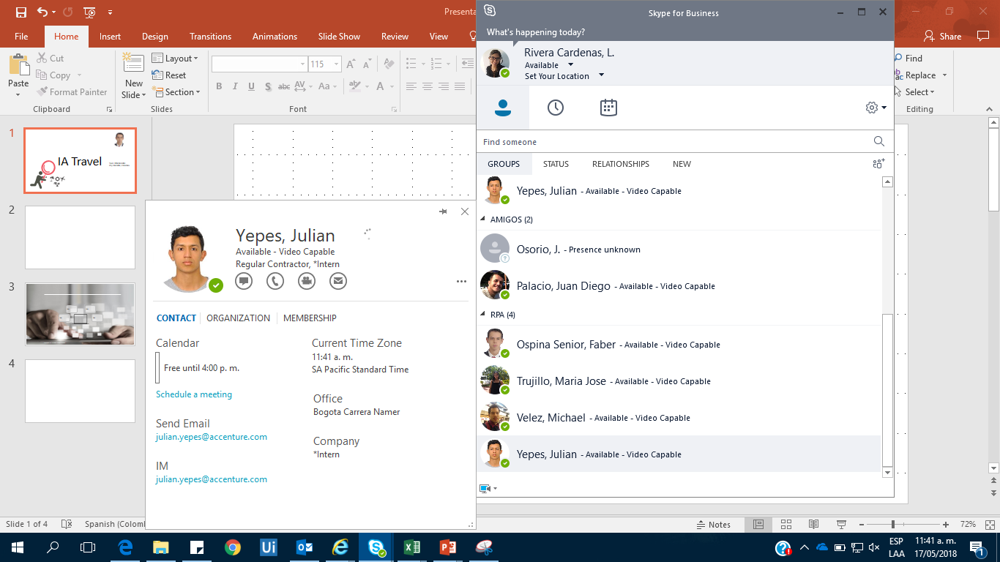 Presenta
File Home Insert Design Transitions Animations Slide Show Review View
Share
Paste
Cut
Copy
Format Painter
Clipboard
New
Slide
Layout
Reset
Section
Slides
115
B I U S abc AV Aa A
Font
Find
Replace
Select
Editing
1
IA Travel
2
3
4
Skype for Business
What's happening today?
Rivera Cardenas, L.
Available
Set Your Location
Find someone
GROUPS STATUS RELATIONSHIPS NEW
Yepes, Julian - Available - Video Capable
AMIGOS (2)
Osorio, J. - Presence unknown
Palacio, Juan Diego - Available - Video Capable
RPA (4)
Ospina Senior, Faber - Available - Video Capable
Trujillo, Maria Jose - Available - Video Capable
Velez, Michael - Available - Video Capable
Yepes, Julian - Available - Video Capable
Yepes, Julian
Available - Video Capable
Regular Contractor, *Intern
CONTACT ORGANIZATION MEMBERSHIP
Calendar
Free until 4:00 p. m.
Schedule a meeting
Send Email
julian.yepes@accenture.com
IM
julian.yepes@accenture.com
Current Time Zone
11:41 a. m.
SA Pacific Standard Time
Office
Bogota Carrera Namer
Company
*Intern
Slide 1 of 4 Spanish (Colom
Notes
72%
Ui
ESP
LAA
11:41 a. m.
17/05/2018
1